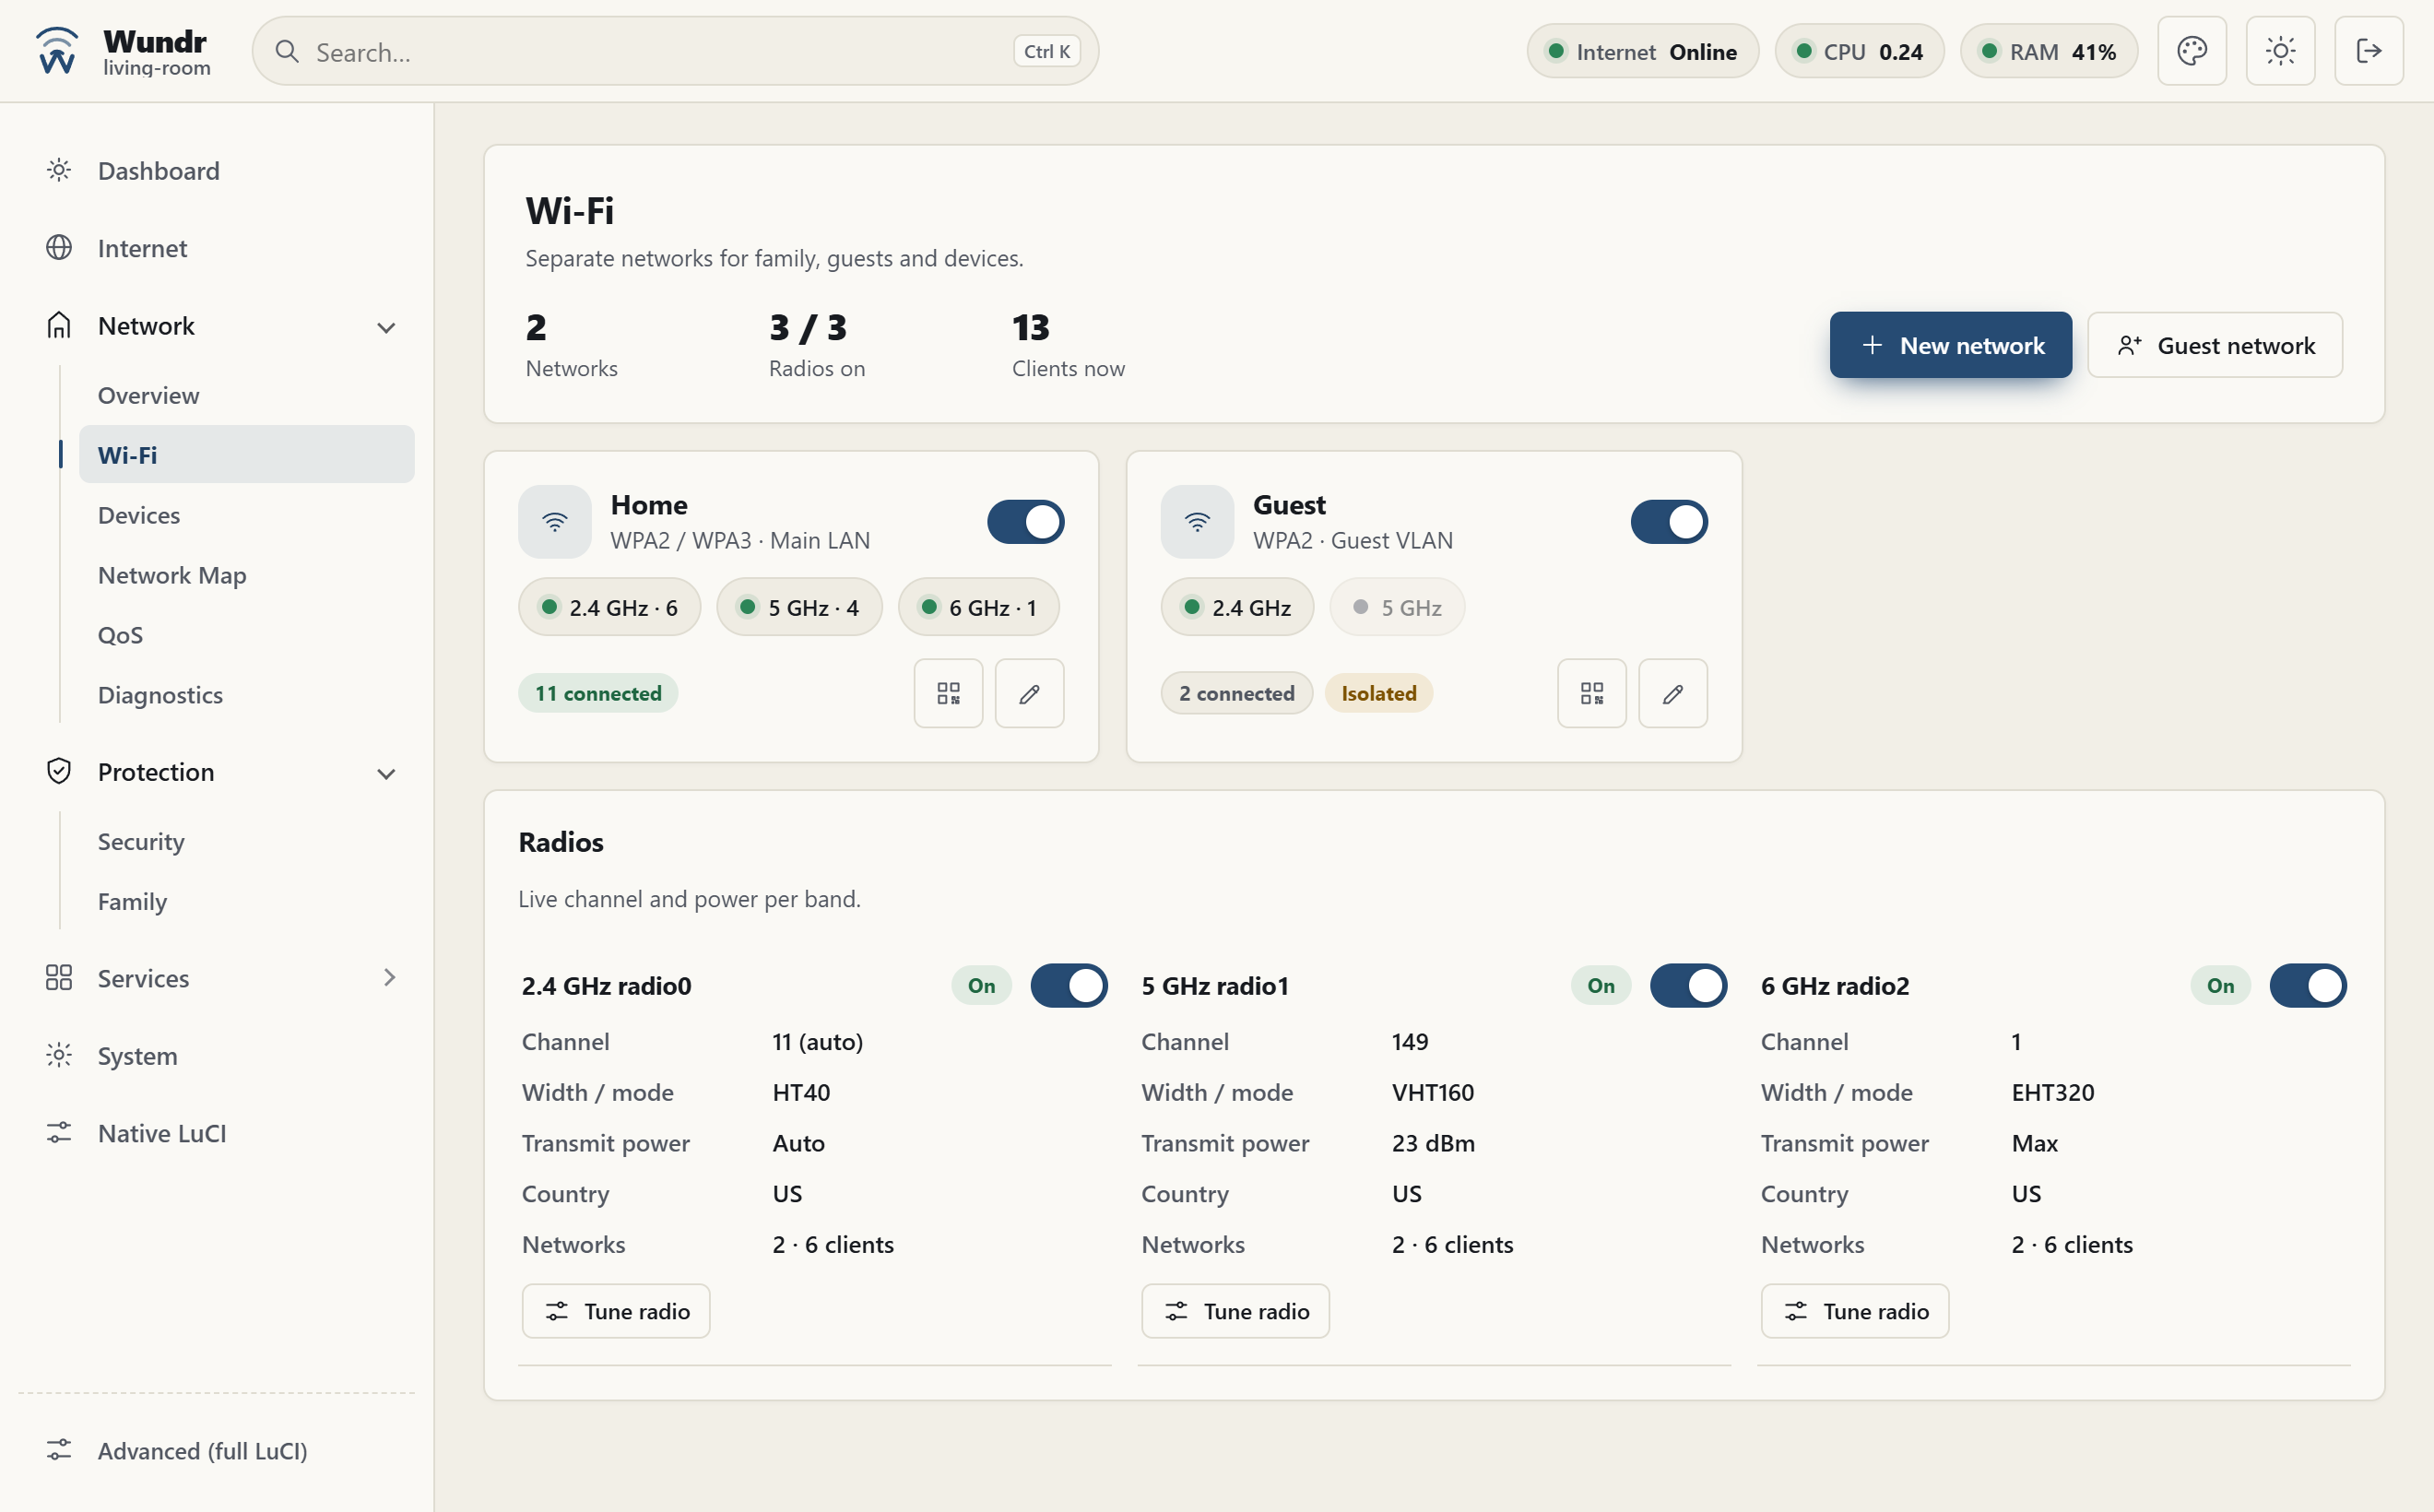 Wundr
living-room
Search...
Ctrl K
Internet Online
CPU 0.24
RAM 41%
Dashboard
Internet
Network
Overview
Wi-Fi
Devices
Network Map
QoS
Diagnostics
Protection
Security
Family
Services
System
Native LuCI
Advanced (full LuCI)
Wi-Fi
Separate networks for family, guests and devices.
2
Networks
3 / 3
Radios on
13
Clients now
New network
Guest network
Home
WPA2 / WPA3 · Main LAN
2.4 GHz · 6
5 GHz · 4
6 GHz · 1
11 connected
Guest
WPA2 · Guest VLAN
2.4 GHz
5 GHz
2 connected
Isolated
Radios
Live channel and power per band.
2.4 GHz radio0
On
Channel 11 (auto)
Width / mode HT40
Transmit power Auto
Country US
Networks 2 · 6 clients
Tune radio
5 GHz radio1
On
Channel 149
Width / mode VHT160
Transmit power 23 dBm
Country US
Networks 2 · 6 clients
Tune radio
6 GHz radio2
On
Channel 1
Width / mode EHT320
Transmit power Max
Country US
Networks 2 · 6 clients
Tune radio